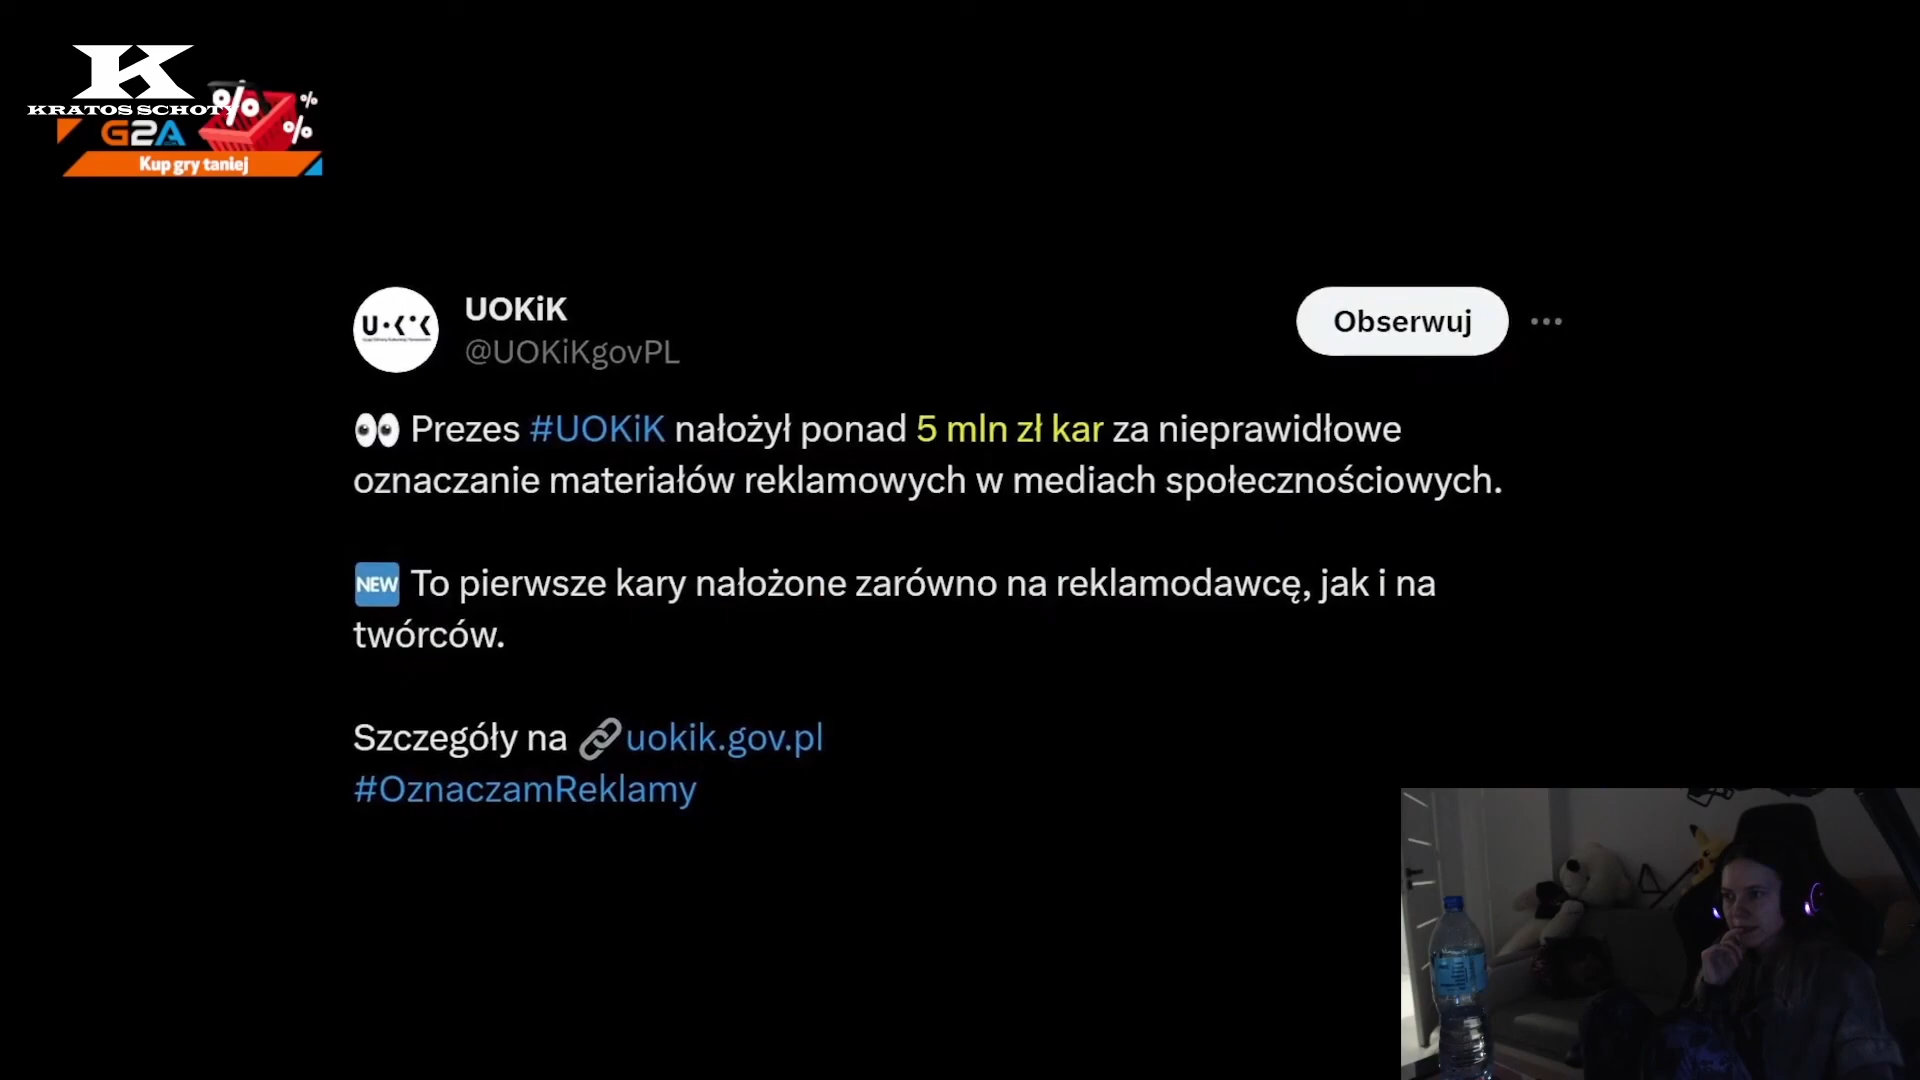 K
KRATOS SCHOTY
% % %
G2A
Kup gry taniej
U•K•K
UOKiK
@UOKiKgovPL
Obserwuj
👀 Prezes #UOKiK nałożył ponad 5 mln zł kar za nieprawidłowe
oznaczanie materiałów reklamowych w mediach społecznościowych.
NEW To pierwsze kary nałożone zarówno na reklamodawcę, jak i na
twórców.
Szczegóły na 🔗uokik.gov.pl
#OznaczamReklamy